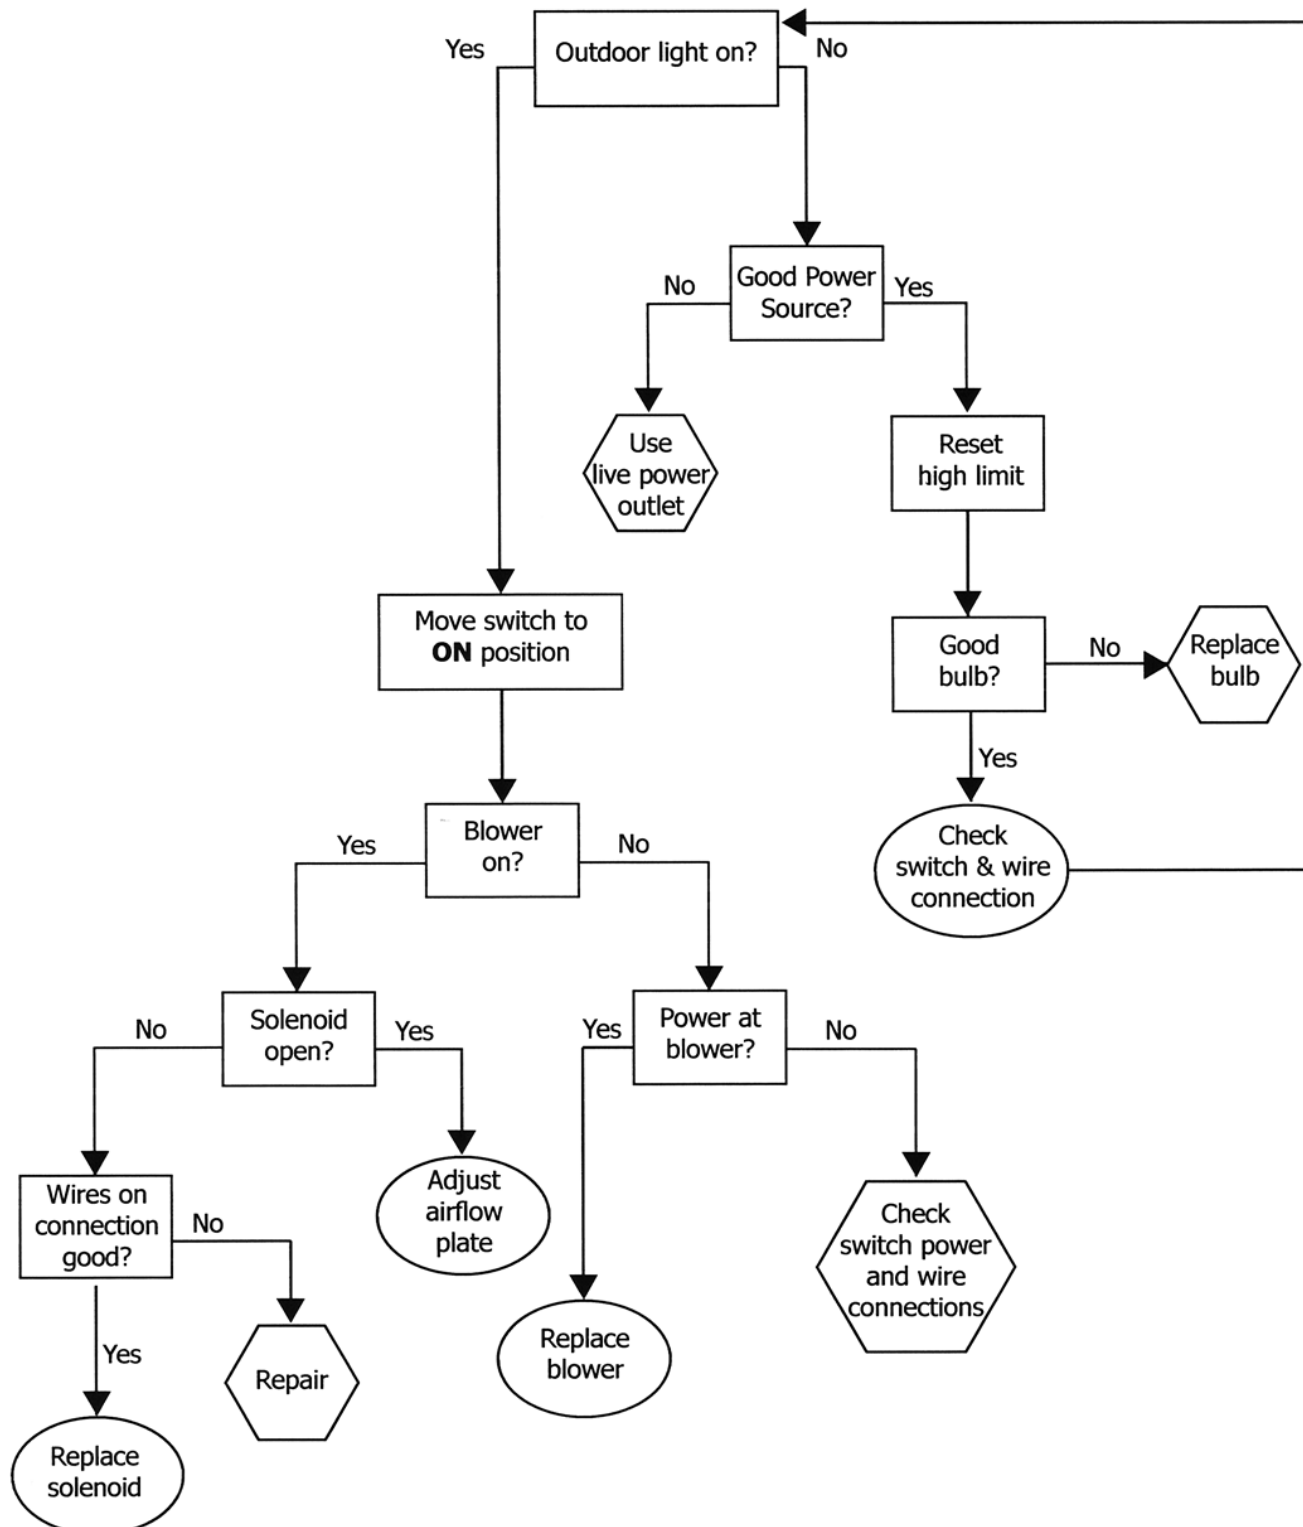 Yes
Outdoor light on?
No
No
Good Power
Source?
Yes
Use
live power
outlet
Reset
high limit
Move switch to
ON position
Good
bulb?
No
Replace
bulb
Yes
Yes
Blower
on?
No
Check
switch & wire
connection
No
Solenoid
open?
Yes
Yes
Power at
blower?
No
Wires on
connection
good?
No
Adjust
airflow
plate
Check
switch power
and wire
connections
Yes
Repair
Replace
blower
Replace
solenoid